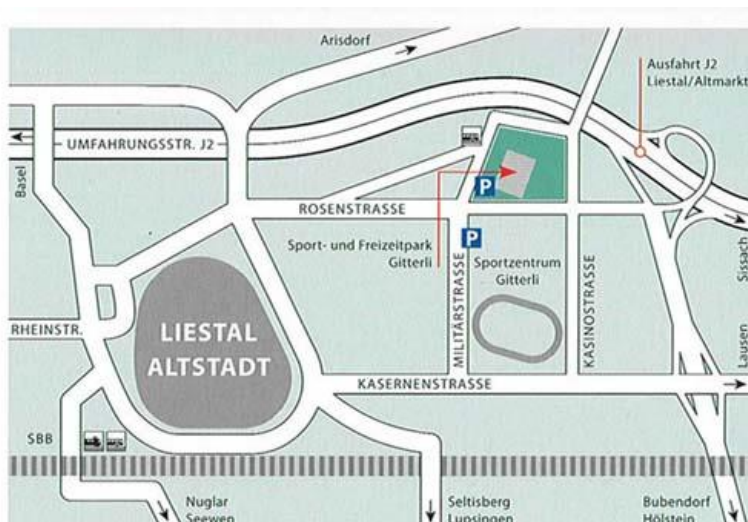 Arisdorf
Ausfahrt J2
Liestal/Altmarkt
UMFAHRUNGSSTR. J2
Basel
P
ROSENSTRASSE
Sport- und Freizeitpark
Gitterli
P
Sportzentrum
Gitterli
MILITÄRSTRASSE
KASINOSTRASSE
Sissach
RHEINSTR.
LIESTAL
ALTSTADT
Lausen
KASERNENSTRASSE
SBB
Nuglar
Seewen
Seltisberg
Lupsingen
Bubendorf
Hölstein